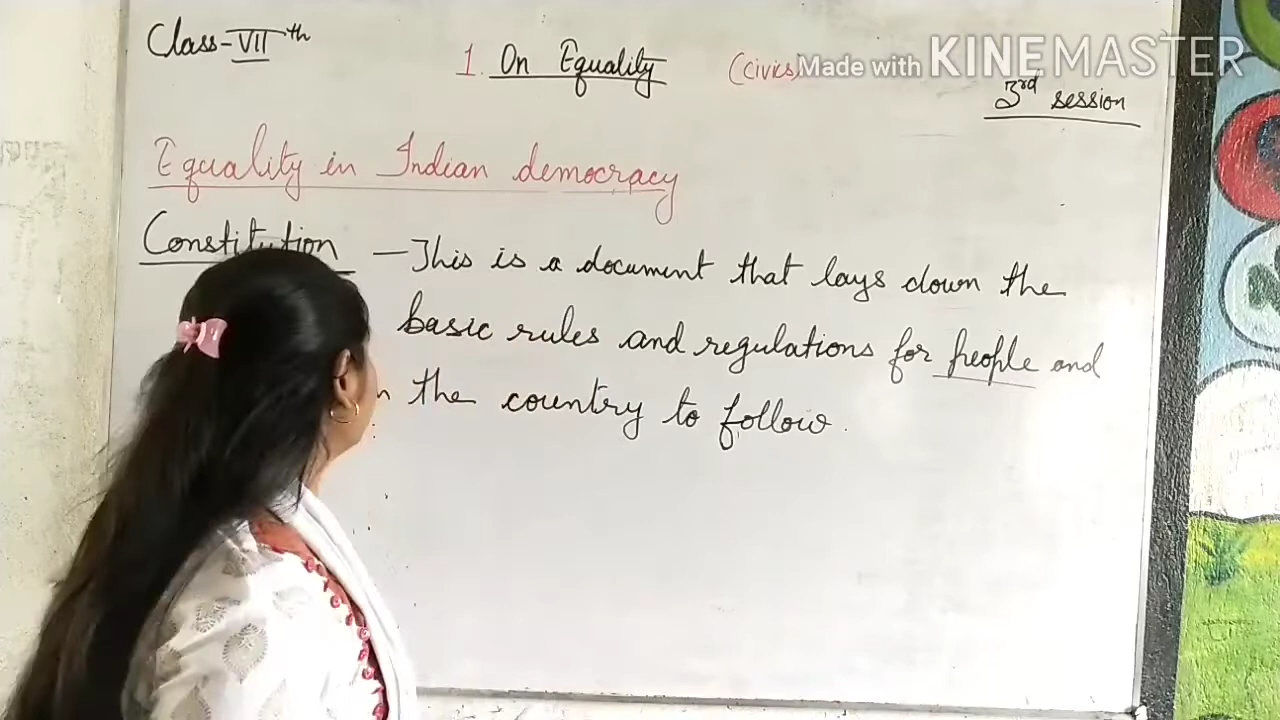 Class-VIIth
1. On Equality (civics)
Made with KINEMASTER
3rd session
Equality in Indian democracy
Constitution - This is a document that lays down the
basic rules and regulations for people and
the country to follow.